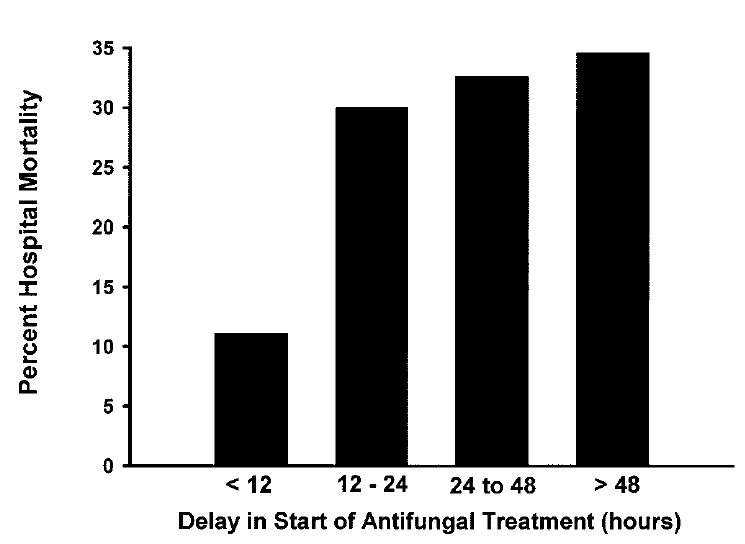 35
30
25
20
15
10
5
0
Percent Hospital Mortality
< 12
12 - 24
24 to 48
> 48
Delay in Start of Antifungal Treatment (hours)